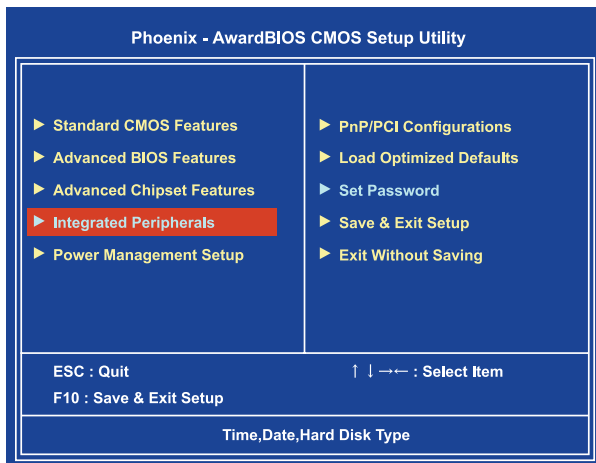 Phoenix - AwardBIOS CMOS Setup Utility
▶ Standard CMOS Features
▶ Advanced BIOS Features
▶ Advanced Chipset Features
▶ Integrated Peripherals
▶ Power Management Setup
▶ PnP/PCI Configurations
▶ Load Optimized Defaults
▶ Set Password
▶ Save & Exit Setup
▶ Exit Without Saving
ESC : Quit
↑ ↓ → ← : Select Item
F10 : Save & Exit Setup
Time,Date,Hard Disk Type